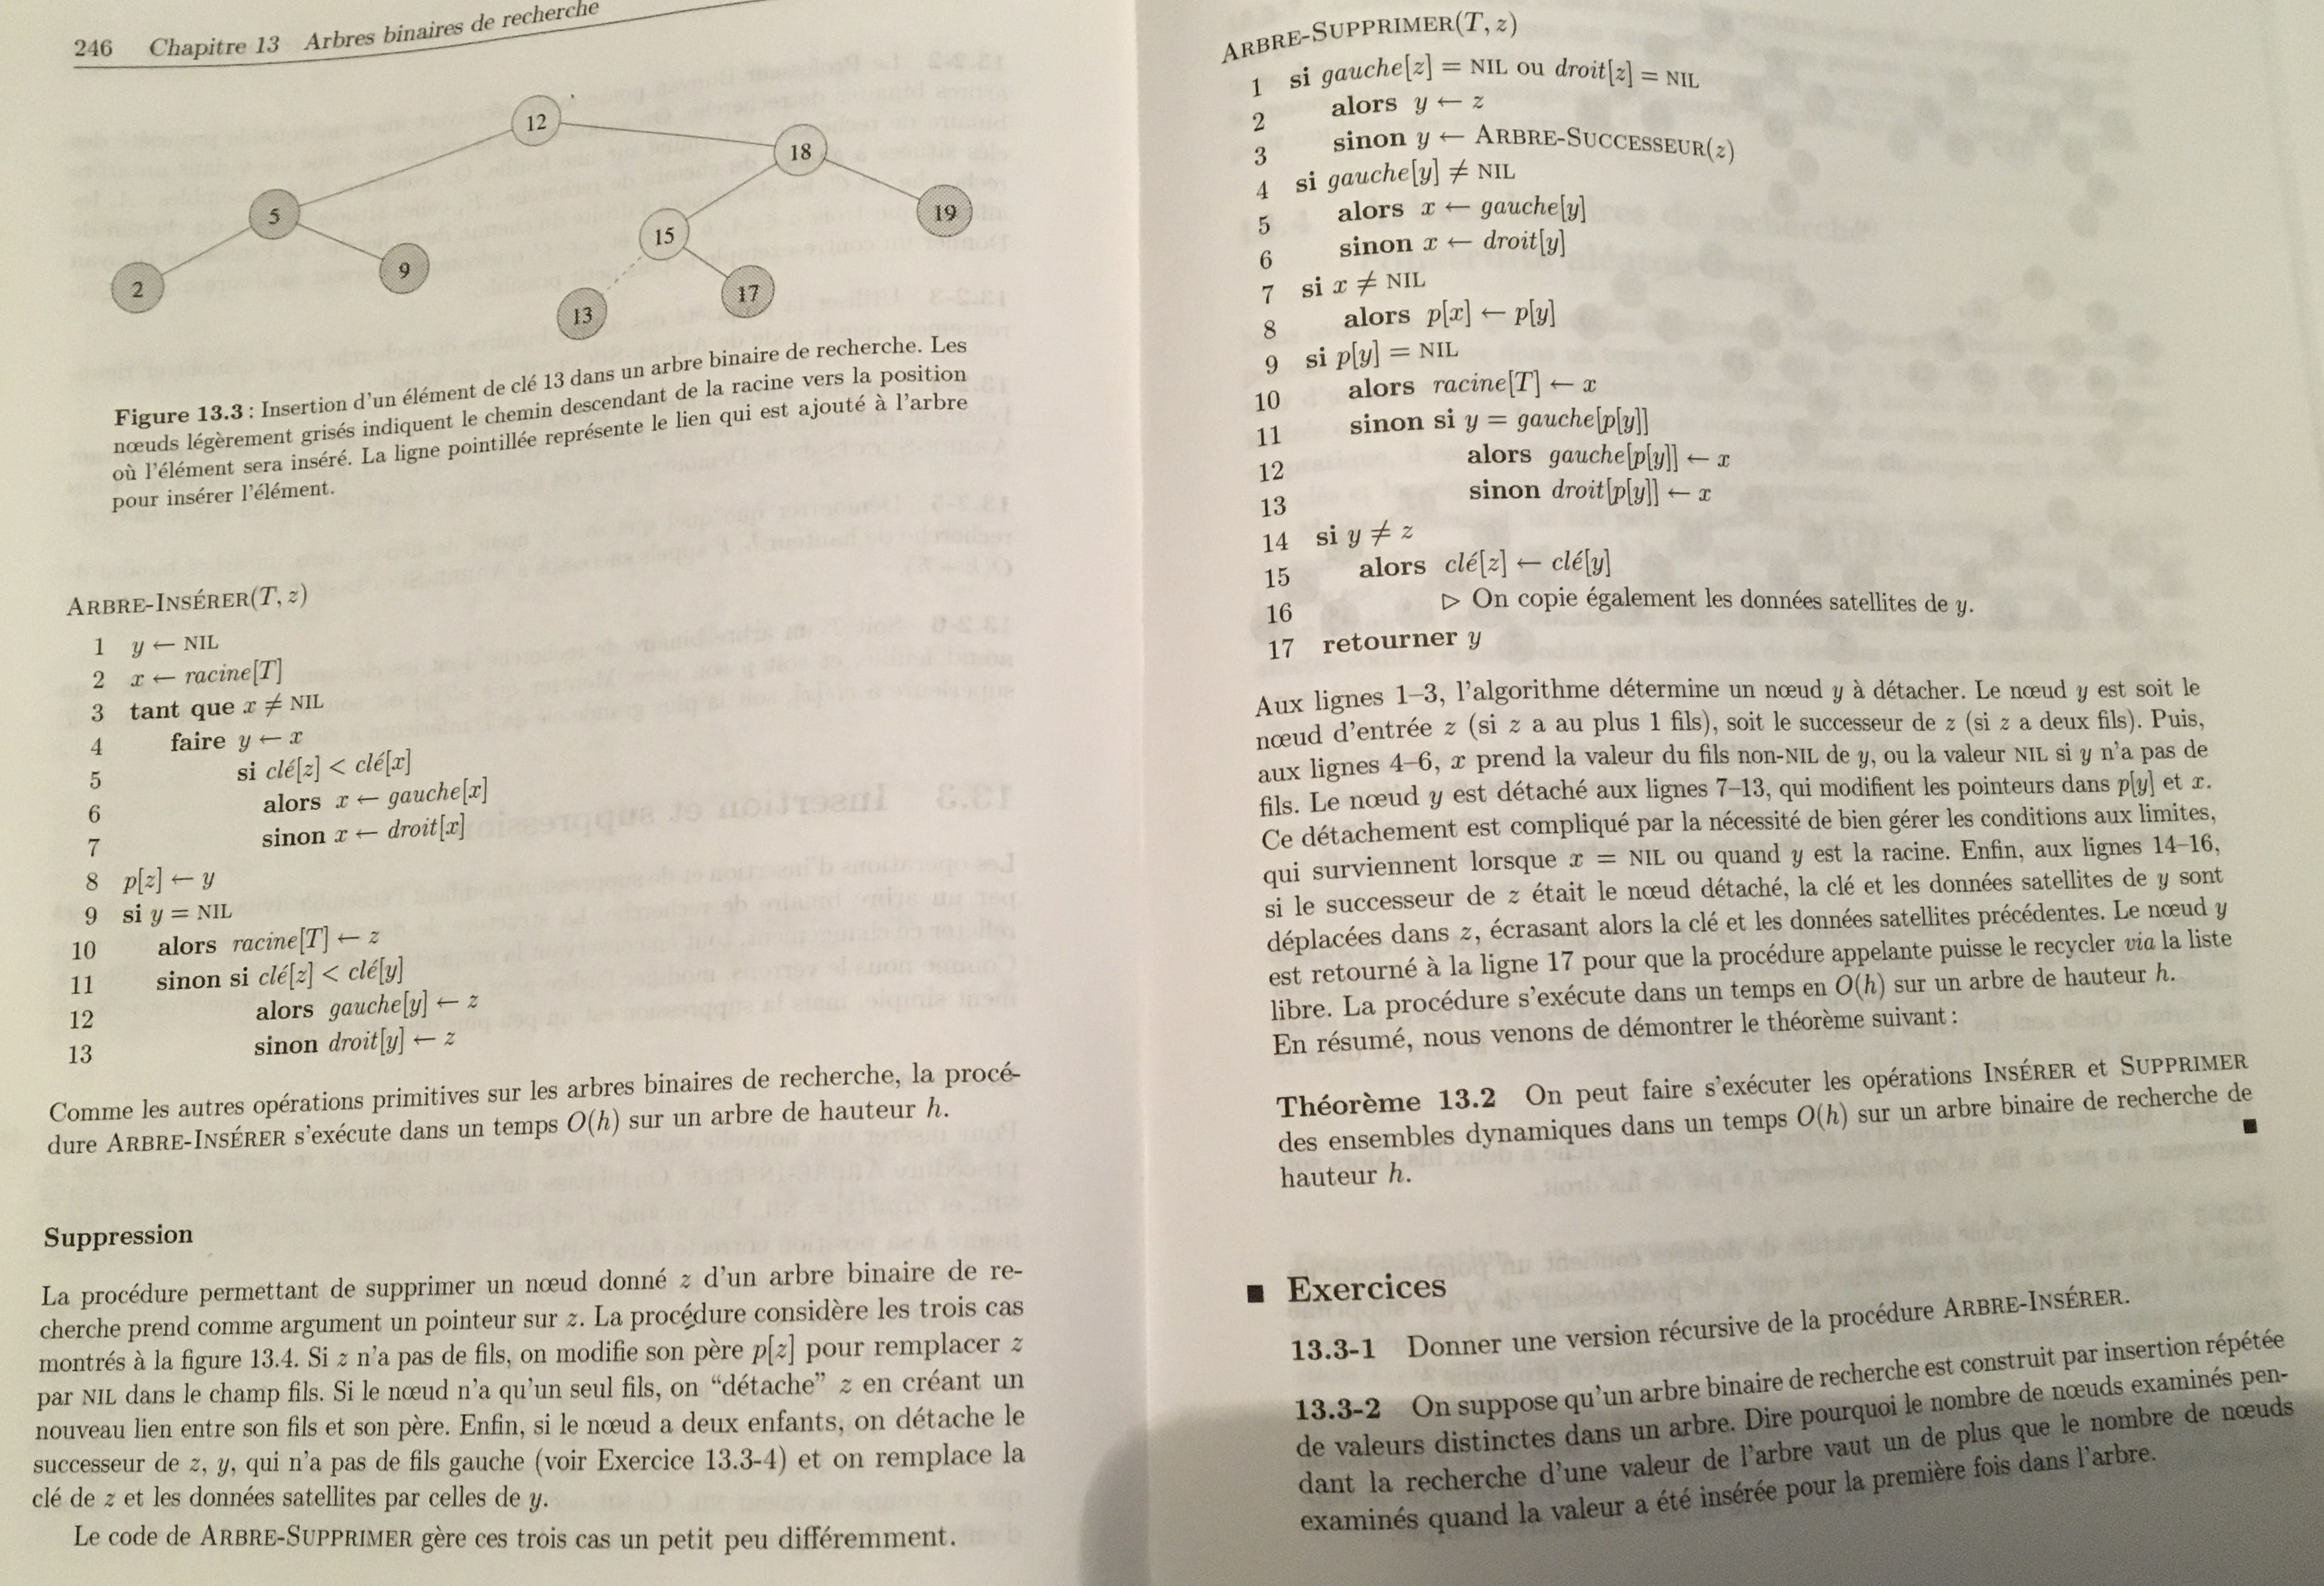 246 Chapitre 13 Arbres binaires de recherche
12
18
5
15
19
2
9
13
17
Figure 13.3 : Insertion d'un élément de clé 13 dans un arbre binaire de recherche. Les
nœuds légèrement grisés indiquent le chemin descendant de la racine vers la position
où l'élément sera inséré. La ligne pointillée représente le lien qui est ajouté à l'arbre
pour insérer l'élément.
ARBRE-INSÉRER(T, z)
1 y ← NIL
2 x ← racine[T]
3 tant que x ≠ NIL
4 faire y ← x
5 si clé[z] < clé[x]
6 alors x ← gauche[x]
7 sinon x ← droit[x]
8 p[z] ← y
9 si y = NIL
10 alors racine[T] ← z
11 sinon si clé[z] < clé[y]
12 alors gauche[y] ← z
13 sinon droit[y] ← z
Comme les autres opérations primitives sur les arbres binaires de recherche, la procé-
dure ARBRE-INSÉRER s'exécute dans un temps O(h) sur un arbre de hauteur h.
Suppression
La procédure permettant de supprimer un nœud donné z d'un arbre binaire de re-
cherche prend comme argument un pointeur sur z. La procédure considère les trois cas
montrés à la figure 13.4. Si z n'a pas de fils, on modifie son père p[z] pour remplacer z
par NIL dans le champ fils. Si le nœud n'a qu'un seul fils, on “détache” z en créant un
nouveau lien entre son fils et son père. Enfin, si le nœud a deux enfants, on détache le
successeur de z, y, qui n'a pas de fils gauche (voir Exercice 13.3-4) et on remplace la
clé de z et les données satellites par celles de y.
Le code de ARBRE-SUPPRIMER gère ces trois cas un petit peu différemment.
ARBRE-SUPPRIMER(T, z)
1 si gauche[z] = NIL ou droit[z] = NIL
2 alors y ← z
3 sinon y ← ARBRE-SUCCESSEUR(z)
4 si gauche[y] ≠ NIL
5 alors x ← gauche[y]
6 sinon x ← droit[y]
7 si x ≠ NIL
8 alors p[x] ← p[y]
9 si p[y] = NIL
10 alors racine[T] ← x
11 sinon si y = gauche[p[y]]
12 alors gauche[p[y]] ← x
13 sinon droit[p[y]] ← x
14 si y ≠ z
15 alors clé[z] ← clé[y]
16 ▷ On copie également les données satellites de y.
17 retourner y
Aux lignes 1–3, l'algorithme détermine un nœud y à détacher. Le nœud y est soit le
nœud d'entrée z (si z a au plus 1 fils), soit le successeur de z (si z a deux fils). Puis,
aux lignes 4–6, x prend la valeur du fils non-NIL de y, ou la valeur NIL si y n'a pas de
fils. Le nœud y est détaché aux lignes 7–13, qui modifient les pointeurs dans p[y] et x.
Ce détachement est compliqué par la nécessité de bien gérer les conditions aux limites,
qui surviennent lorsque x = NIL ou quand y est la racine. Enfin, aux lignes 14–16,
si le successeur de z était le nœud détaché, la clé et les données satellites de y sont
déplacées dans z, écrasant alors la clé et les données satellites précédentes. Le nœud y
est retourné à la ligne 17 pour que la procédure appelante puisse le recycler via la liste
libre. La procédure s'exécute dans un temps en O(h) sur un arbre de hauteur h.
En résumé, nous venons de démontrer le théorème suivant :
Théorème 13.2 On peut faire s'exécuter les opérations INSÉRER et SUPPRIMER
des ensembles dynamiques dans un temps O(h) sur un arbre binaire de recherche de
hauteur h. ■
■ Exercices
13.3-1 Donner une version récursive de la procédure ARBRE-INSÉRER.
13.3-2 On suppose qu'un arbre binaire de recherche est construit par insertion répétée
de valeurs distinctes dans un arbre. Dire pourquoi le nombre de nœuds examinés pen-
dant la recherche d'une valeur de l'arbre vaut un de plus que le nombre de nœuds
examinés quand la valeur a été insérée pour la première fois dans l'arbre.